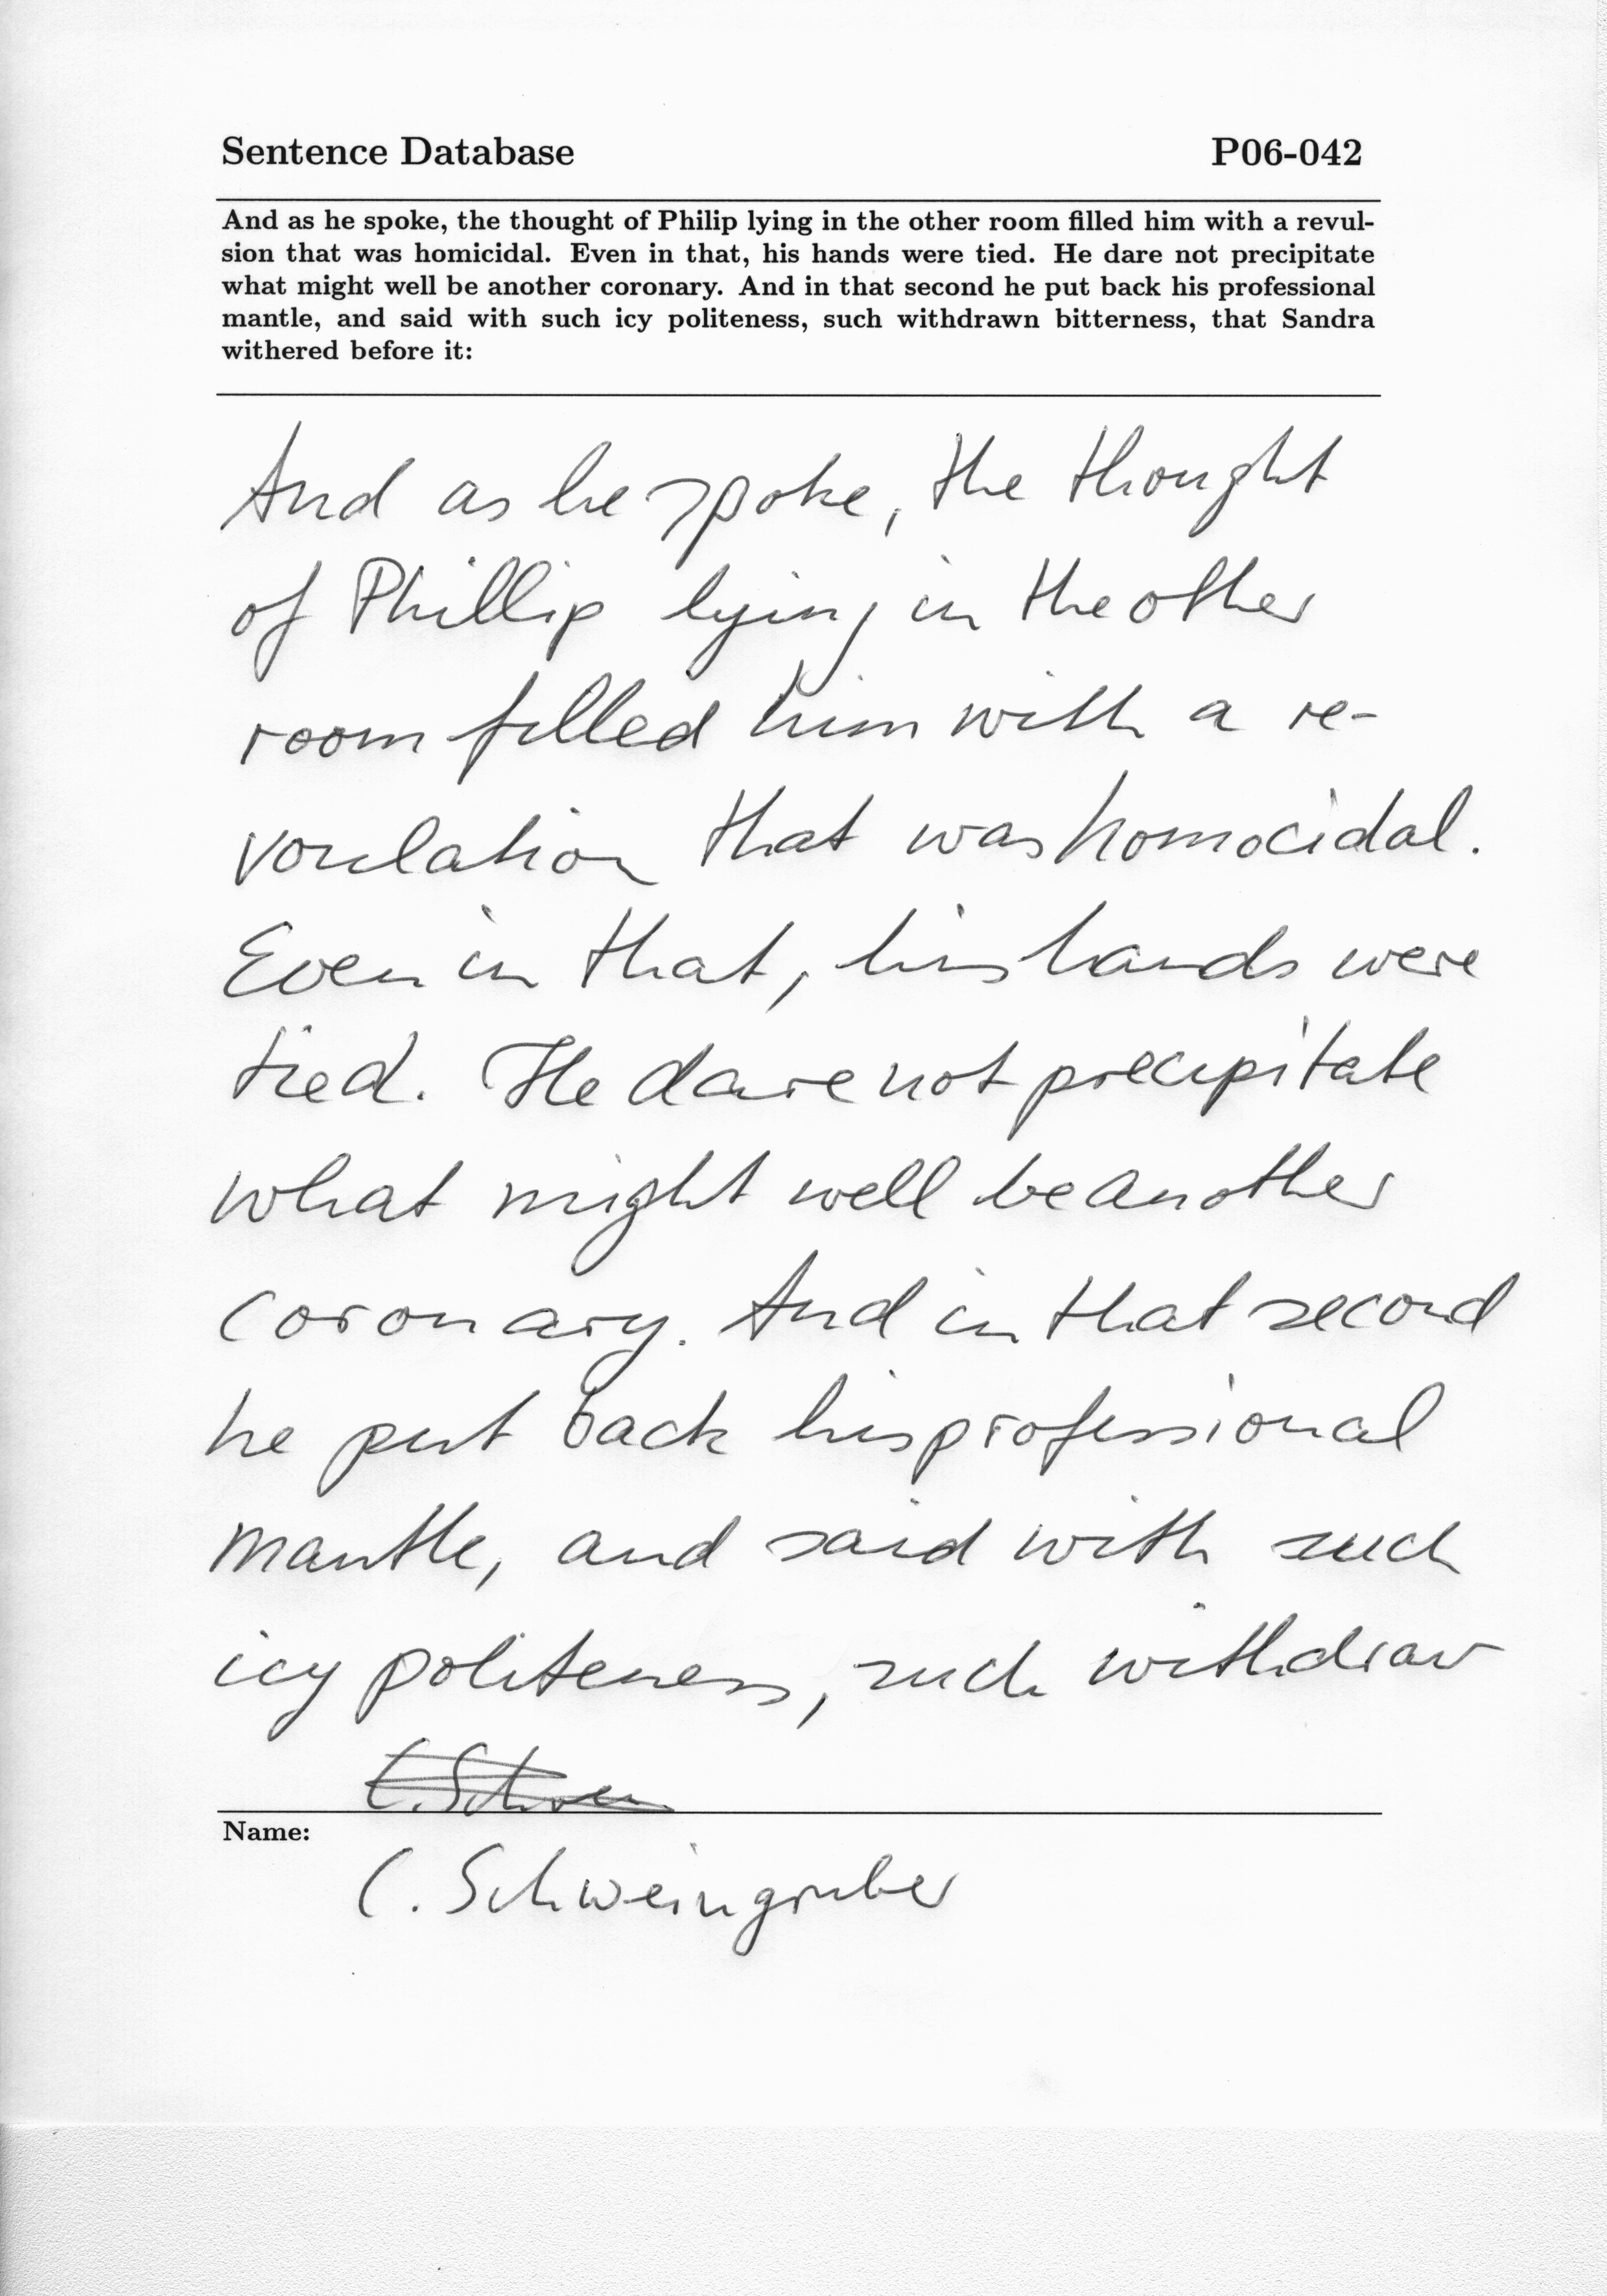 Sentence Database P06-042
And as he spoke, the thought of Philip lying in the other room filled him with a revul-
sion that was homicidal. Even in that, his hands were tied. He dare not precipitate
what might well be another coronary. And in that second he put back his professional
mantle, and said with such icy politeness, such withdrawn bitterness, that Sandra
withered before it:
And as he spoke, the thought
of Phillip lying in the other
room filled him with a re-
voulation that was homocidal.
Even in that, his hands were
tied. He dare not precipitate
what might well be another
coronary. And in that second
he put back his professional
mantle, and said with such
icy politeness, such withdraw
Name:
C. Schweingruber